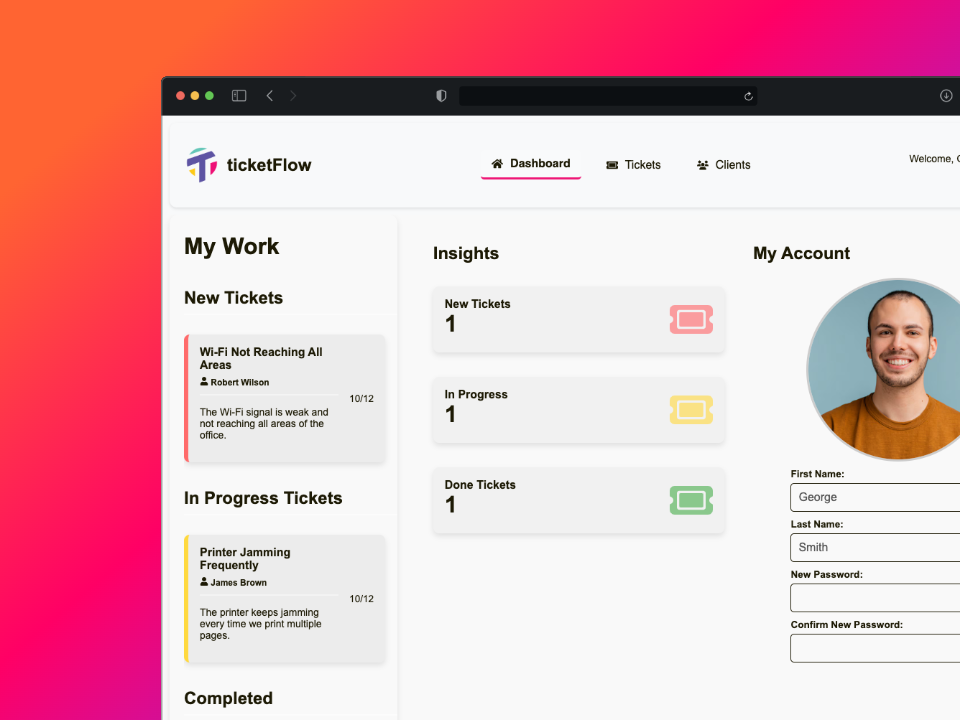 ticketFlow
Dashboard
Tickets
Clients
Welcome,
My Work
New Tickets
Wi-Fi Not Reaching All
Areas
Robert Wilson
10/12
The Wi-Fi signal is weak and
not reaching all areas of the
office.
In Progress Tickets
Printer Jamming
Frequently
James Brown
10/12
The printer keeps jamming
every time we print multiple
pages.
Completed
Insights
New Tickets
1
In Progress
1
Done Tickets
1
My Account
First Name:
George
Last Name:
Smith
New Password:
Confirm New Password: